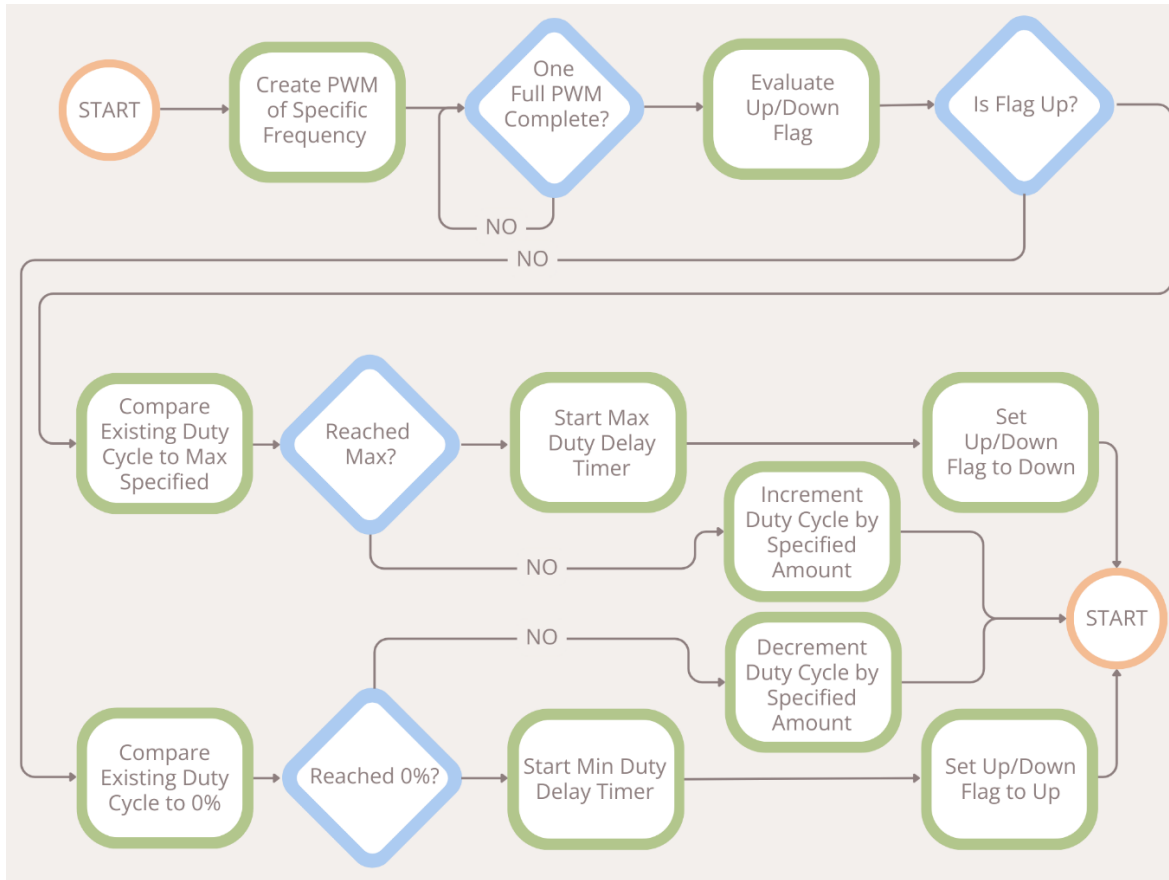 START
Create PWM
of Specific
Frequency
One
Full PWM
Complete?
Evaluate
Up/Down
Flag
Is Flag Up?
NO
NO
Compare
Existing Duty
Cycle to Max
Specified
Reached
Max?
Start Max
Duty Delay
Timer
Set
Up/Down
Flag to Down
Increment
Duty Cycle by
Specified
Amount
NO
START
NO
Decrement
Duty Cycle by
Specified
Amount
Compare
Existing Duty
Cycle to 0%
Reached 0%?
Start Min Duty
Delay Timer
Set Up/Down
Flag to Up